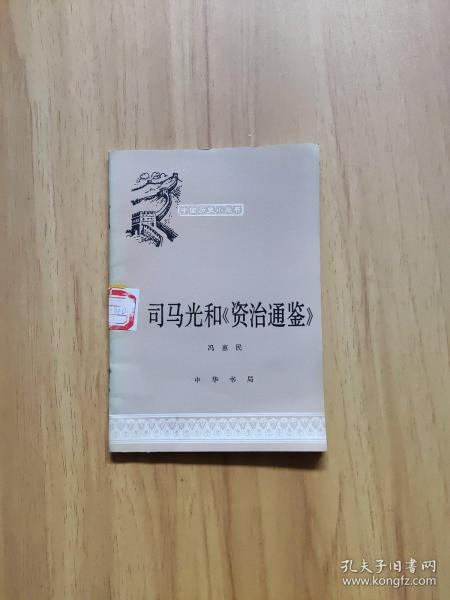 中国历史小丛书
司马光和《资治通鉴》
冯惠民
中华书局
孔夫子旧书网
www.kongfz.com